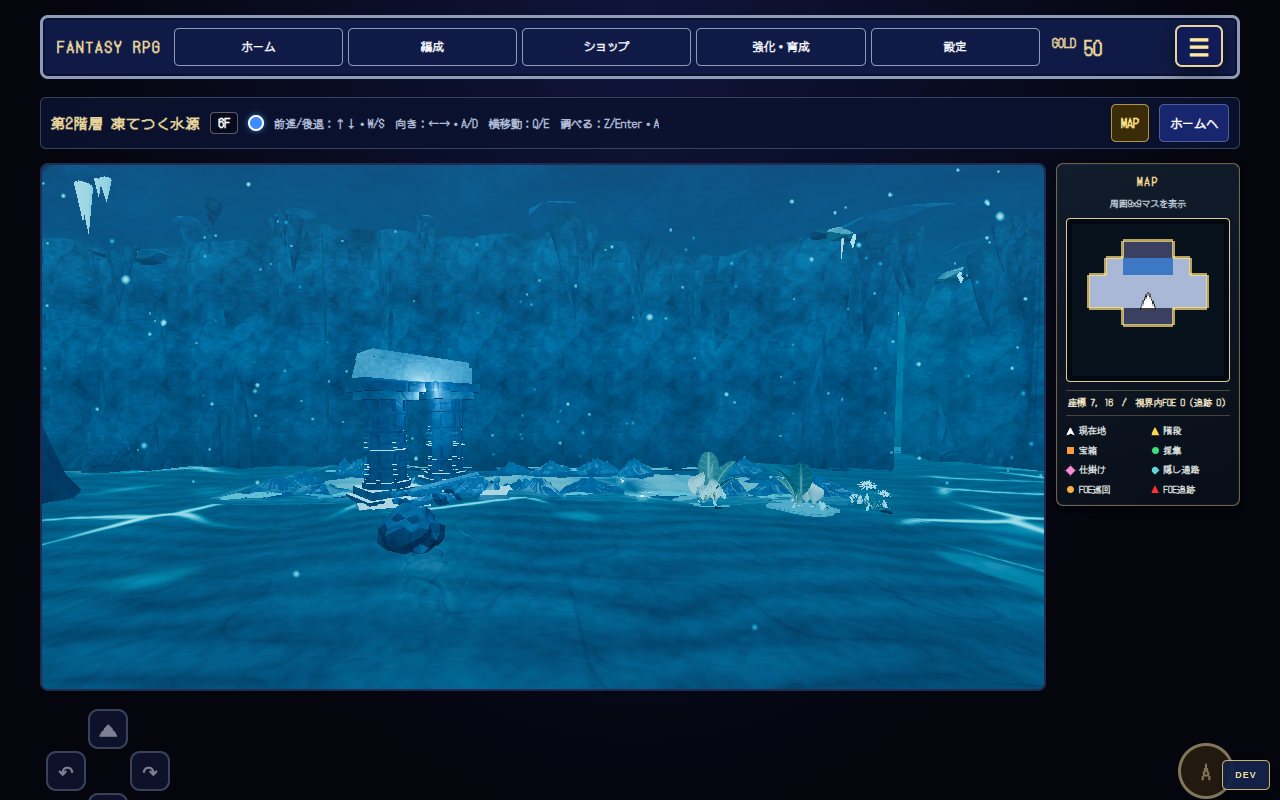 FANTASY RPG
ホーム
編成
ショップ
強化・育成
設定
GOLD 50
第2階層 凍てつく水源
6F
前進/後退：↑↓・W/S 向き：←→・A/D 横移動：Q/E 調べる：Z/Enter・A
MAP
ホームへ
MAP
周囲9x9マスを表示
座標 7, 16 / 視界内FOE 0 (追跡 0)
現在地
階段
宝箱
採集
仕掛け
隠し通路
FOE巡回
FOE追跡
A
DEV